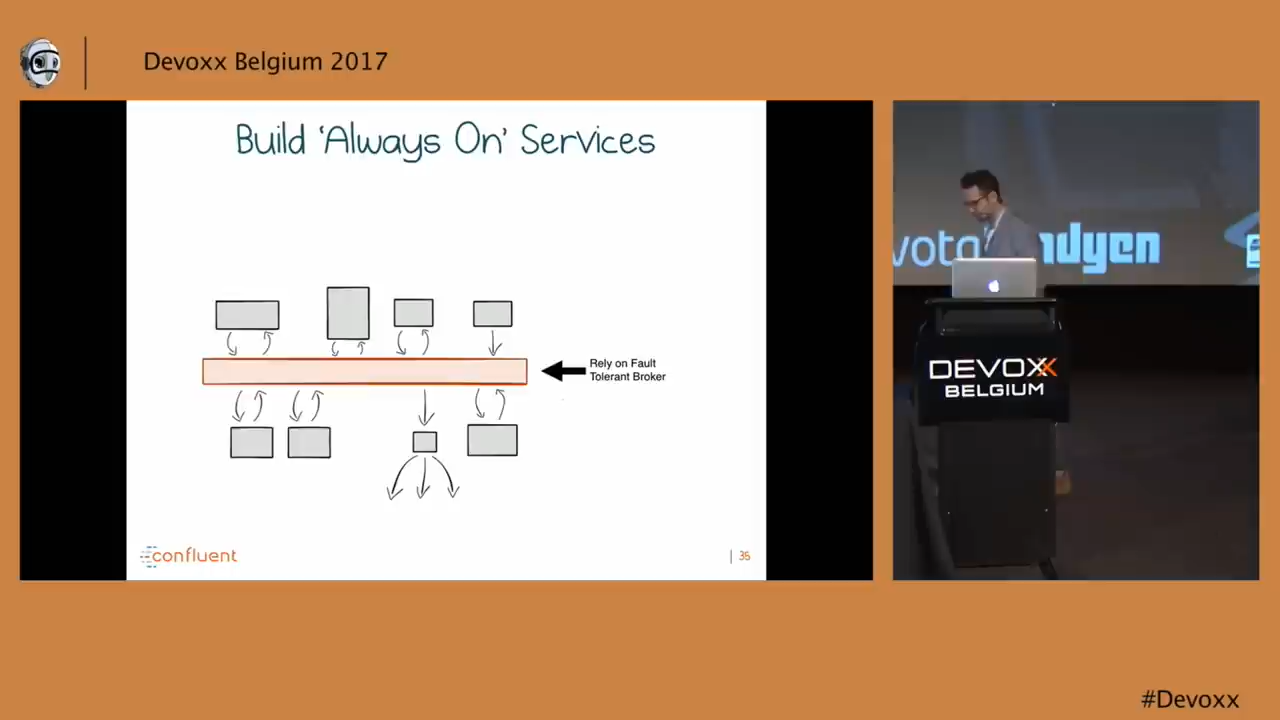 Devoxx Belgium 2017
Build 'Always On' Services
Rely on Fault
Tolerant Broker
confluent
| 35
DEVOXX
BELGIUM
#Devoxx